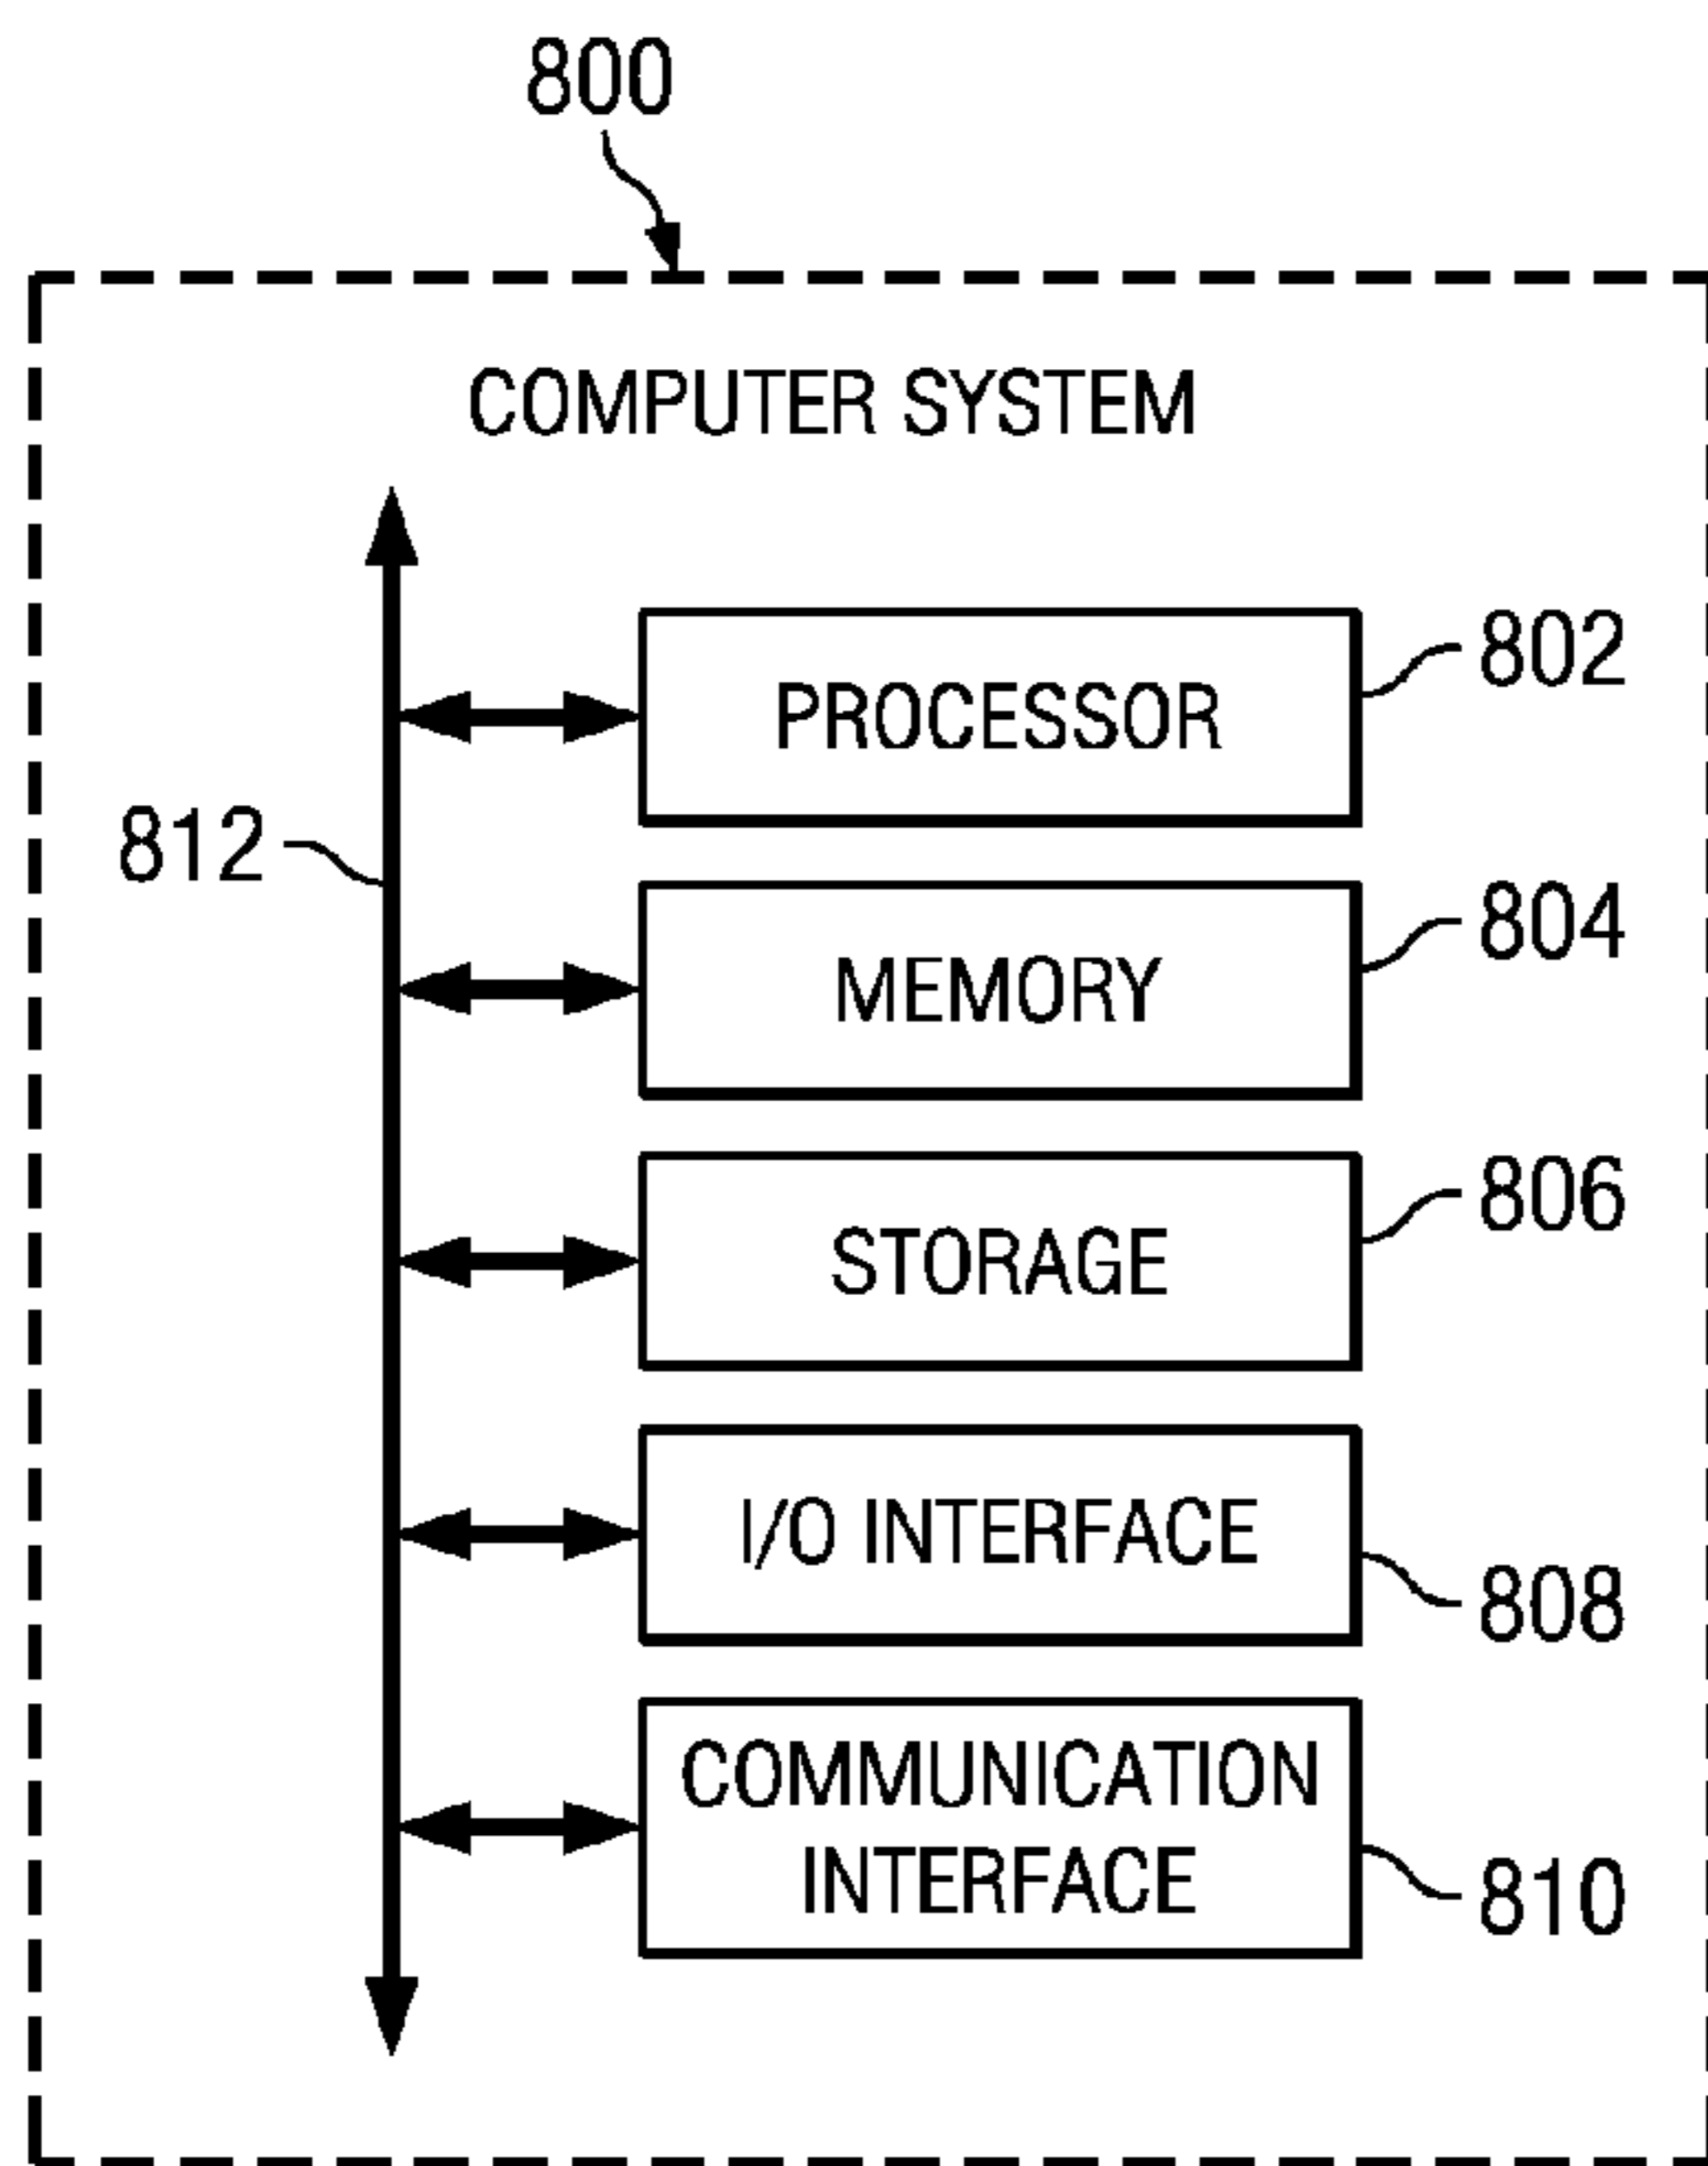 800
COMPUTER SYSTEM
802
PROCESSOR
812
804
MEMORY
806
STORAGE
I/O INTERFACE
808
COMMUNICATION
INTERFACE
810